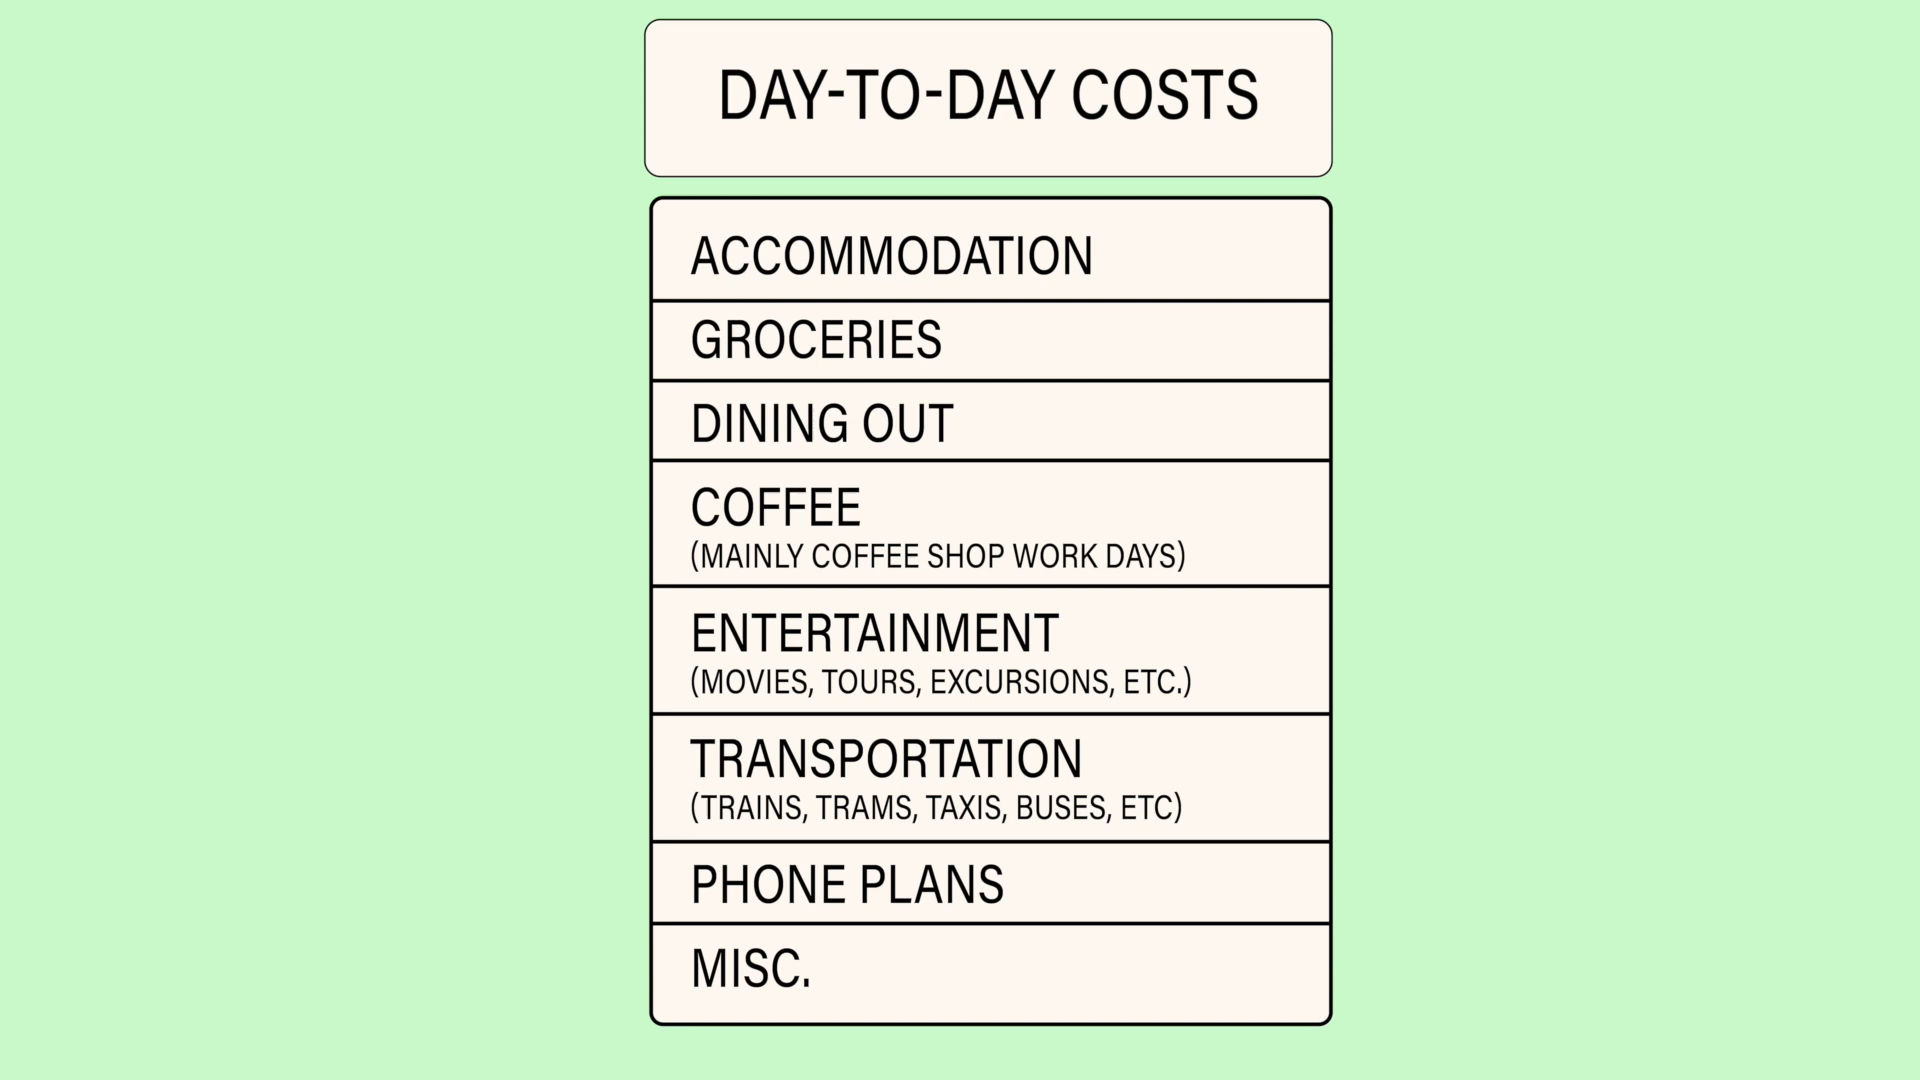 DAY-TO-DAY COSTS
ACCOMMODATION
GROCERIES
DINING OUT
COFFEE
(MAINLY COFFEE SHOP WORK DAYS)
ENTERTAINMENT
(MOVIES, TOURS, EXCURSIONS, ETC.)
TRANSPORTATION
(TRAINS, TRAMS, TAXIS, BUSES, ETC)
PHONE PLANS
MISC.